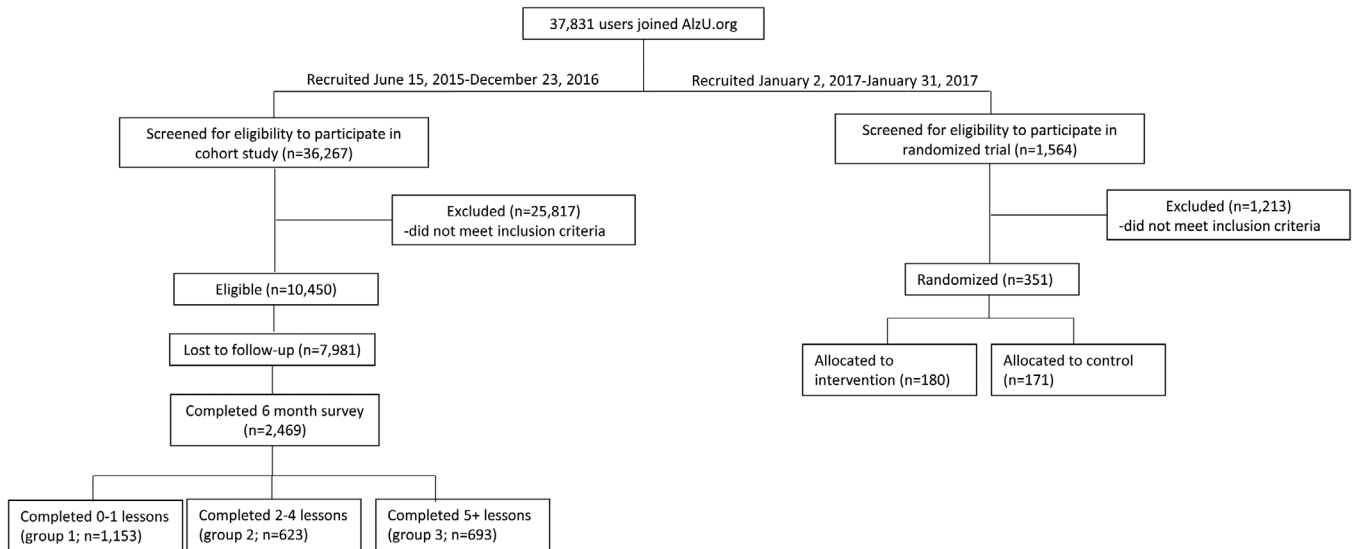 37,831 users joined AlzU.org
Recruited June 15, 2015-December 23, 2016
Recruited January 2, 2017-January 31, 2017
Screened for eligibility to participate in
cohort study (n=36,267)
Screened for eligibility to participate in
randomized trial (n=1,564)
Excluded (n=25,817)
-did not meet inclusion criteria
Excluded (n=1,213)
-did not meet inclusion criteria
Eligible (n=10,450)
Randomized (n=351)
Lost to follow-up (n=7,981)
Allocated to
intervention (n=180)
Allocated to control
(n=171)
Completed 6 month survey
(n=2,469)
Completed 0-1 lessons
(group 1; n=1,153)
Completed 2-4 lessons
(group 2; n=623)
Completed 5+ lessons
(group 3; n=693)